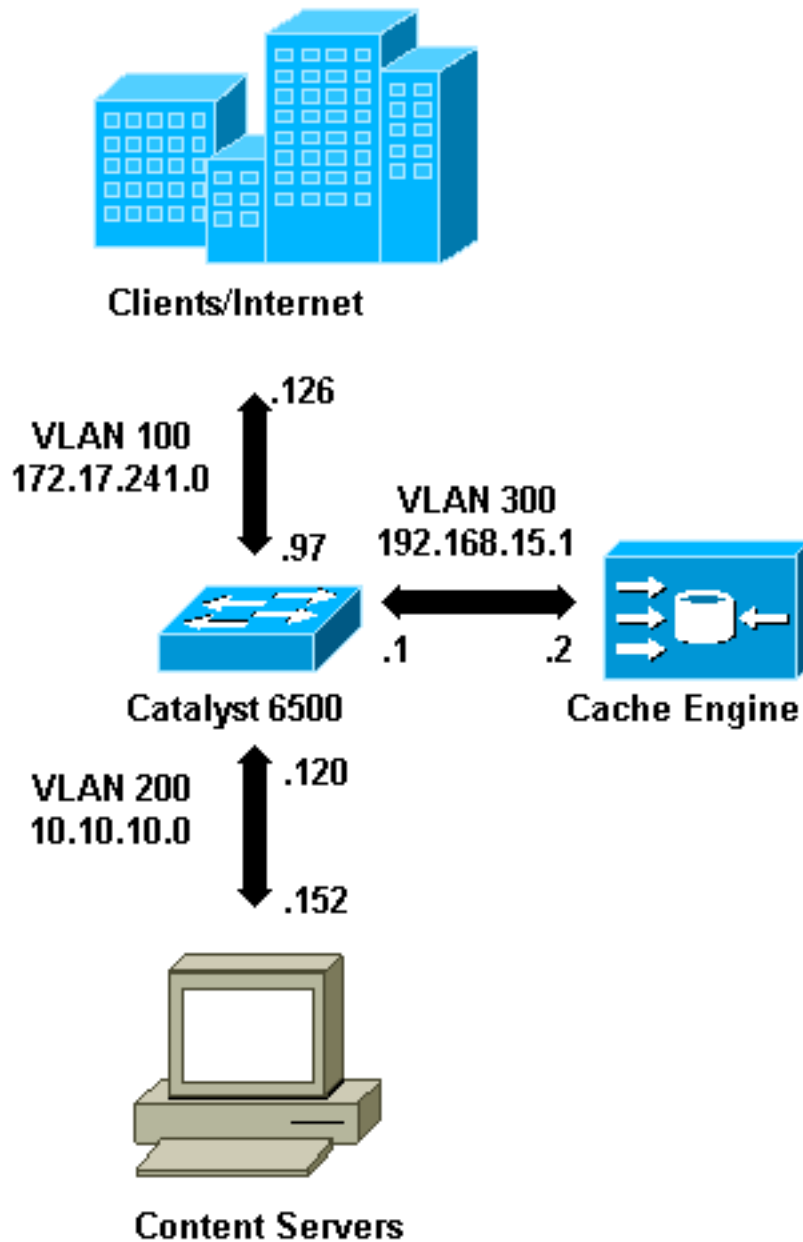 Clients/Internet
.126
VLAN 100
172.17.241.0
.97
VLAN 300
192.168.15.1
.1
.2
Catalyst 6500
Cache Engine
VLAN 200
10.10.10.0
.120
.152
Content Servers